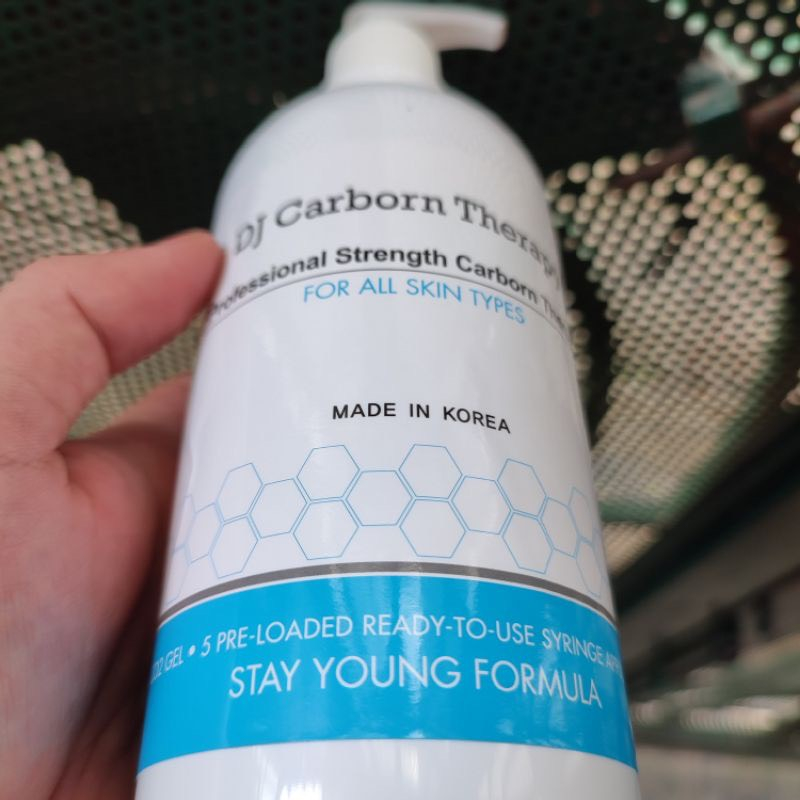 DJ Carborn Therapy
Professional Strength Carborn
FOR ALL SKIN TYPES
MADE IN KOREA
GEL • 5 PRE-LOADED READY-TO-USE SYRINGE
STAY YOUNG FORMULA